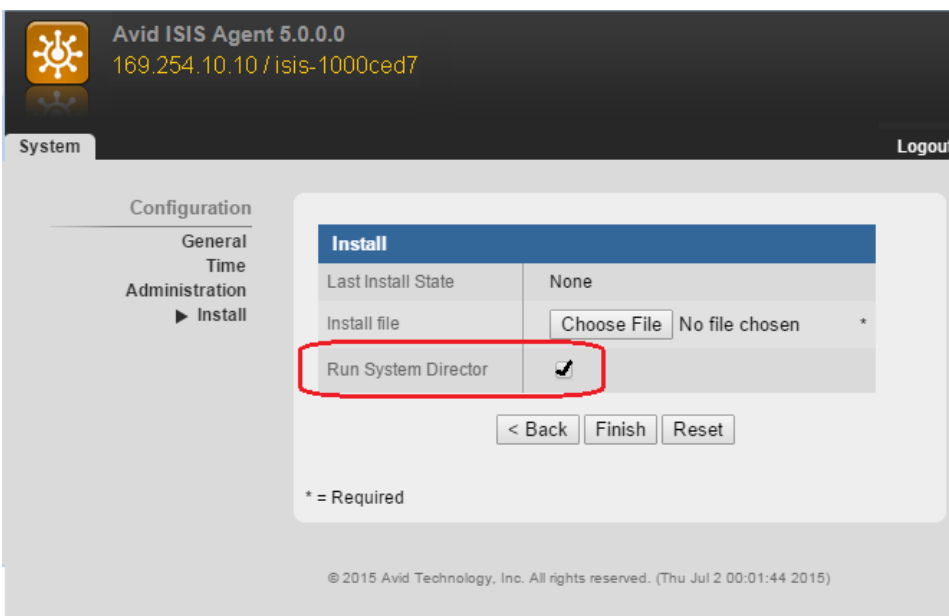 Avid ISIS Agent 5.0.0.0
169.254.10.10 / isis-1000ced7
System
Logout
Configuration
General
Time
Administration
Install
Install
Last Install State None
Install file Choose File No file chosen *
Run System Director
< Back Finish Reset
* = Required
© 2015 Avid Technology, Inc. All rights reserved. (Thu Jul 2 00:01:44 2015)